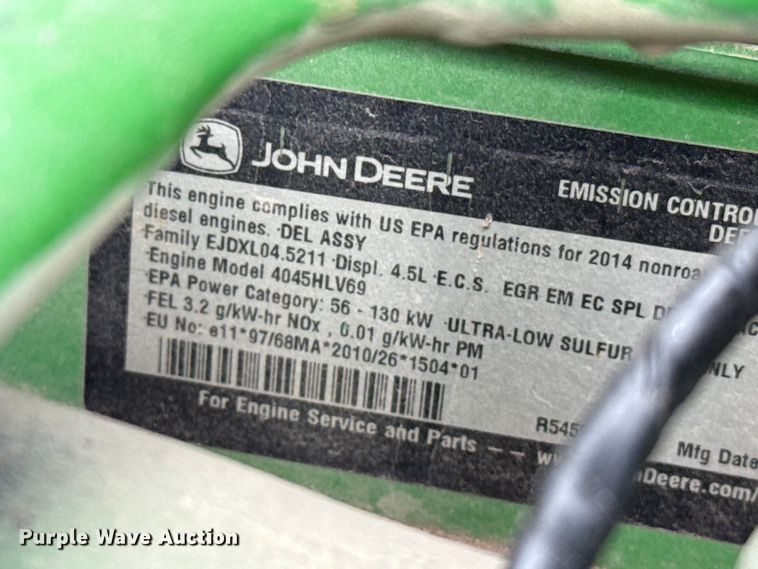 JOHN DEERE
EMISSION CONTRO
DEE
This engine complies with US EPA regulations for 2014 nonroa
diesel engines. ·DEL ASSY
·Family EJDXL04.5211 ·Displ. 4.5L ·E.C.S. EGR EM EC SPL D
·Engine Model 4045HLV69
·EPA Power Category: 56 - 130 kW ·ULTRA-LOW SULFUR NLY
·FEL 3.2 g/kW-hr NOx , 0.01 g/kW-hr PM
·EU No: e11*97/68MA*2010/26*1504*01
R545
Mfg Date
For Engine Service and Parts – – w Deere.com/
Purple Wave Auction